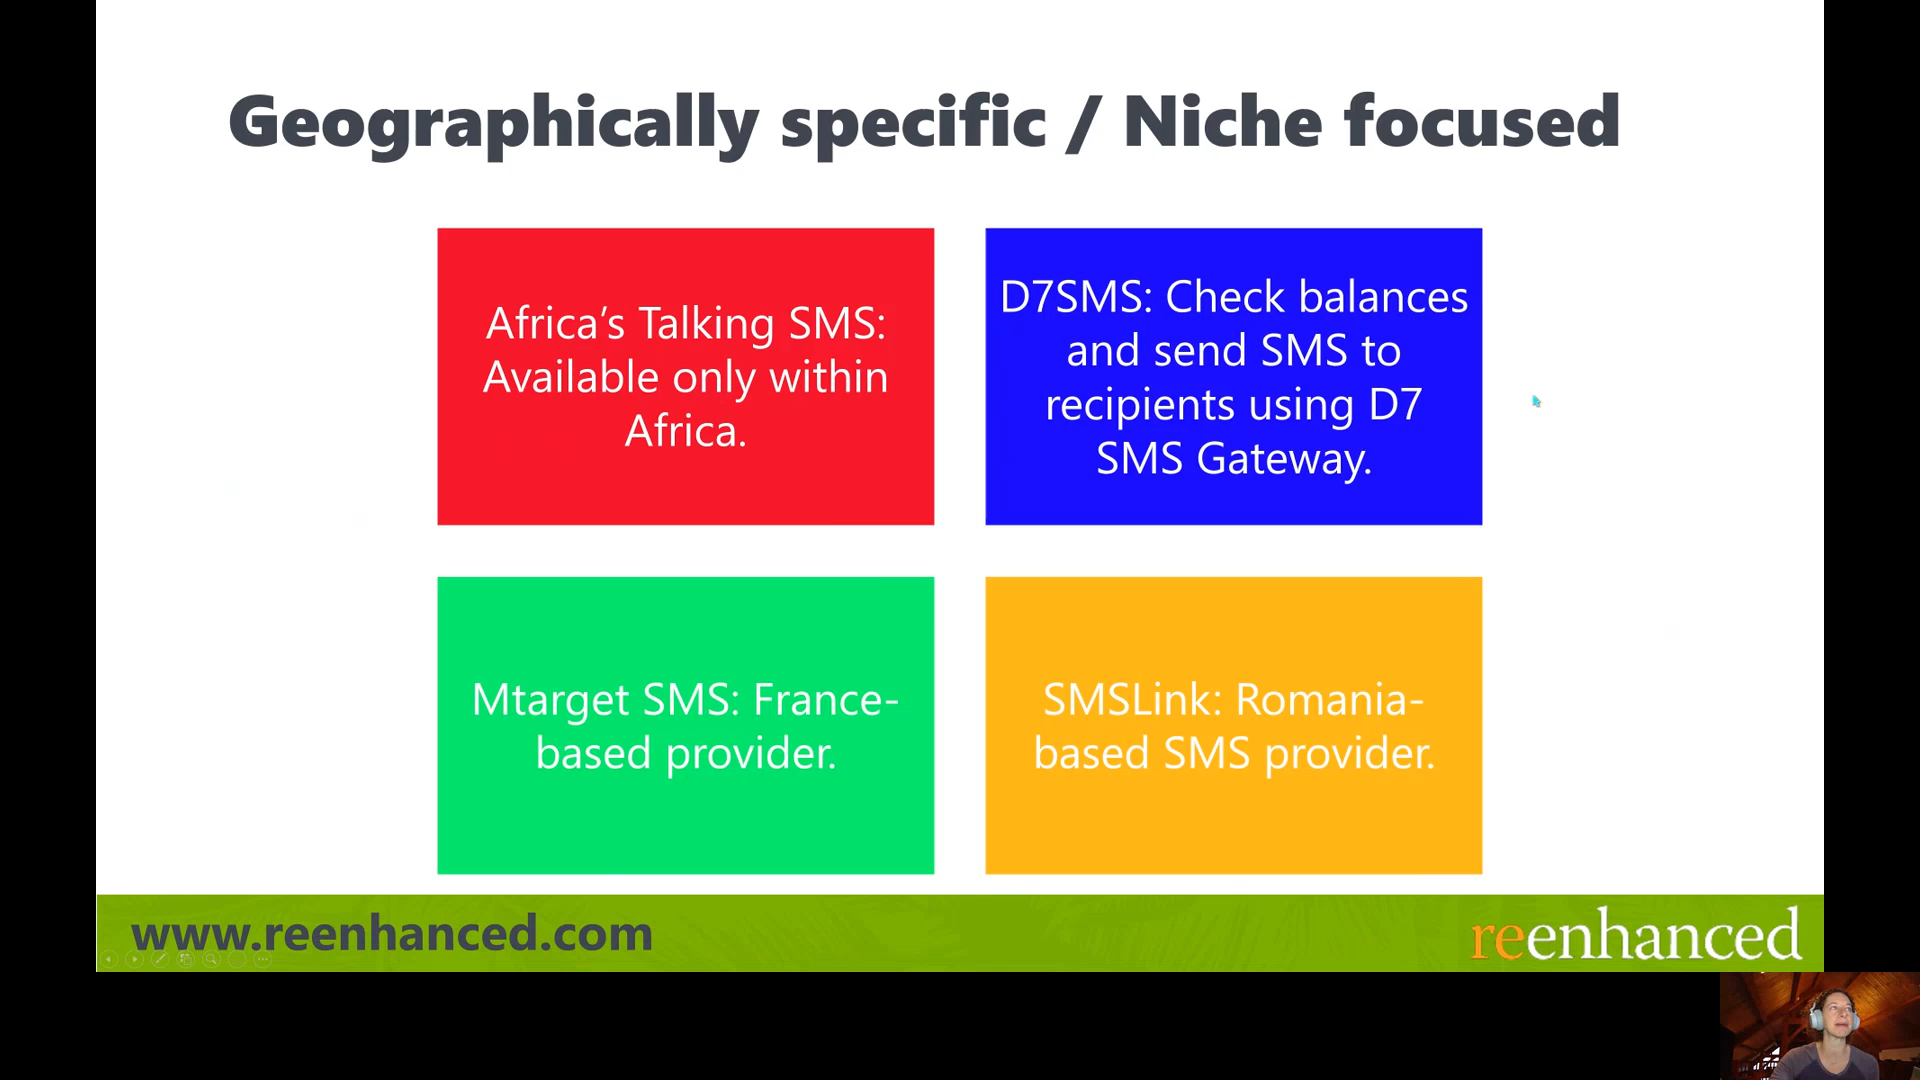 Geographically specific / Niche focused
Africa’s Talking SMS:
Available only within
Africa.
D7SMS: Check balances
and send SMS to
recipients using D7
SMS Gateway.
Mtarget SMS: France-
based provider.
SMSLink: Romania-
based SMS provider.
www.reenhanced.com
reenhanced